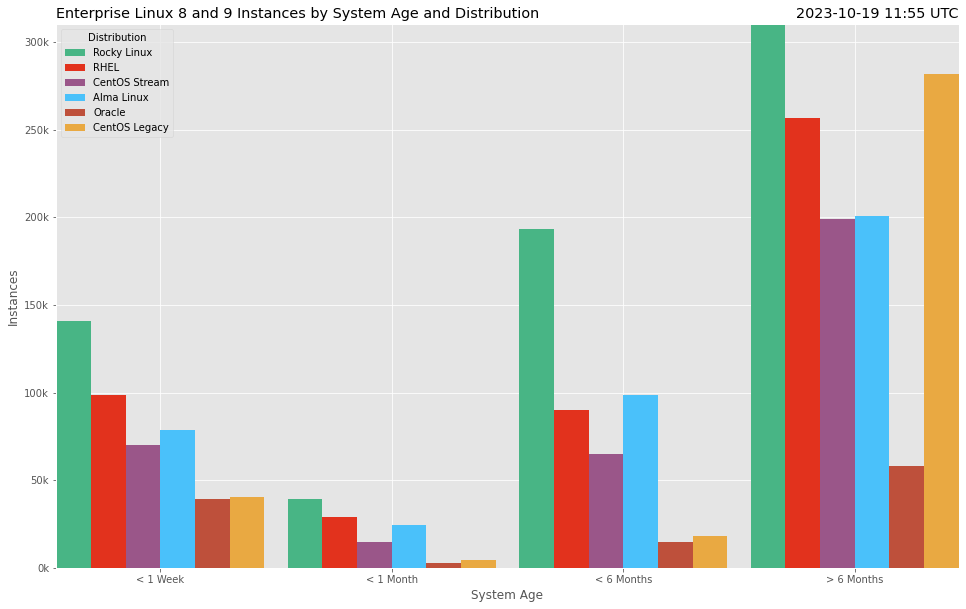 Enterprise Linux 8 and 9 Instances by System Age and Distribution
2023-10-19 11:55 UTC
Distribution
Rocky Linux
RHEL
CentOS Stream
Alma Linux
Oracle
CentOS Legacy
300k
250k
200k
150k
100k
50k
0k
Instances
< 1 Week
< 1 Month
< 6 Months
> 6 Months
System Age